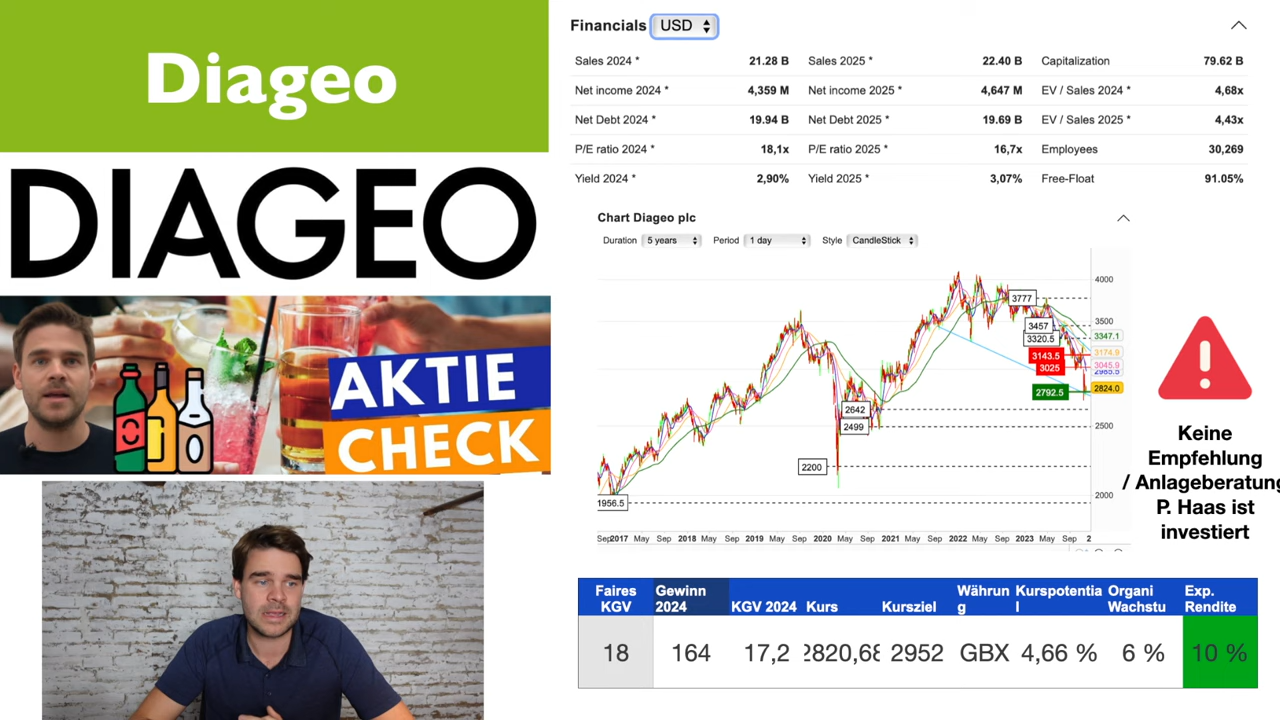 Diageo
DIAGEO
AKTIE
CHECK
Financials USD
Sales 2024 * 21.28 B Sales 2025 * 22.40 B Capitalization 79.62 B
Net income 2024 * 4,359 M Net income 2025 * 4,647 M EV / Sales 2024 * 4,68x
Net Debt 2024 * 19.94 B Net Debt 2025 * 19.69 B EV / Sales 2025 * 4,43x
P/E ratio 2024 * 18,1x P/E ratio 2025 * 16,7x Employees 30,269
Yield 2024 * 2,90% Yield 2025 * 3,07% Free-Float 91.05%
Chart Diageo plc
Duration 5 years Period 1 day Style CandleStick
4000
3777
3500
3457
3320.5
3347.1
3143.5
3174.9
3025
3045.9
2792.5
2824.0
2642
2499
2500
2200
2000
1956.5
Sep 2017 May Sep 2018 May Sep 2019 May Sep 2020 May Sep 2021 May Sep 2022 May Sep 2023 May Sep 2
Keine
Empfehlung
/ Anlageberatung
P. Haas ist
investiert
Faires KGV Gewinn 2024 KGV 2024 Kurs Kursziel Währung Kurspotential Organi Wachstu Exp. Rendite
18 164 17,2 2820,68 2952 GBX 4,66 % 6 % 10 %